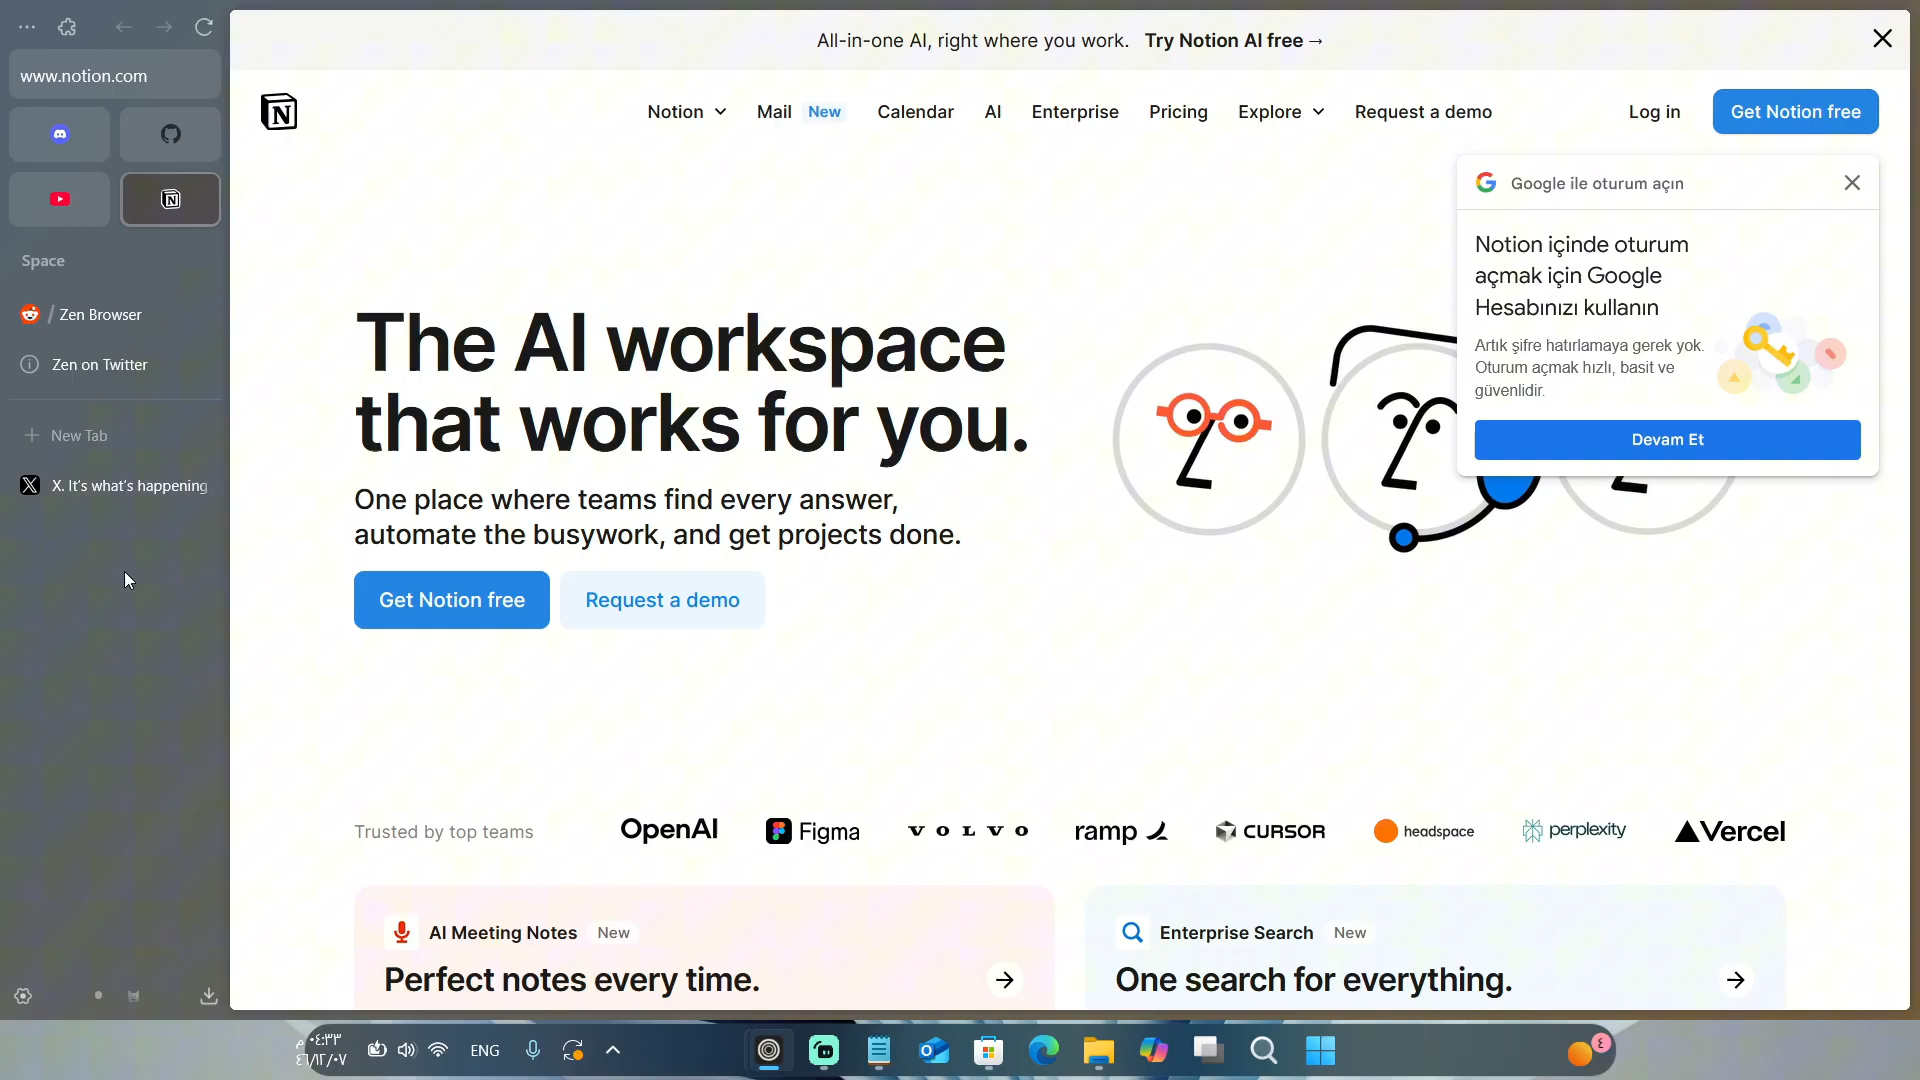 www.notion.com
Space
/ Zen Browser
Zen on Twitter
New Tab
X. It's what's happening
All-in-one AI, right where you work. Try Notion AI free →
Notion
Mail New
Calendar
AI
Enterprise
Pricing
Explore
Request a demo
Log in
Get Notion free
Google ile oturum açın
Notion içinde oturum
açmak için Google
Hesabınızı kullanın
Artık şifre hatırlamaya gerek yok.
Oturum açmak hızlı, basit ve
güvenlidir.
Devam Et
The AI workspace
that works for you.
One place where teams find every answer,
automate the busywork, and get projects done.
Get Notion free
Request a demo
Trusted by top teams
OpenAI
Figma
VOLVO
ramp
CURSOR
headspace
perplexity
Vercel
AI Meeting Notes New
Perfect notes every time.
Enterprise Search New
One search for everything.
٠٤:٣٣ م
٤٦/١٢/٠٧
ENG
٤